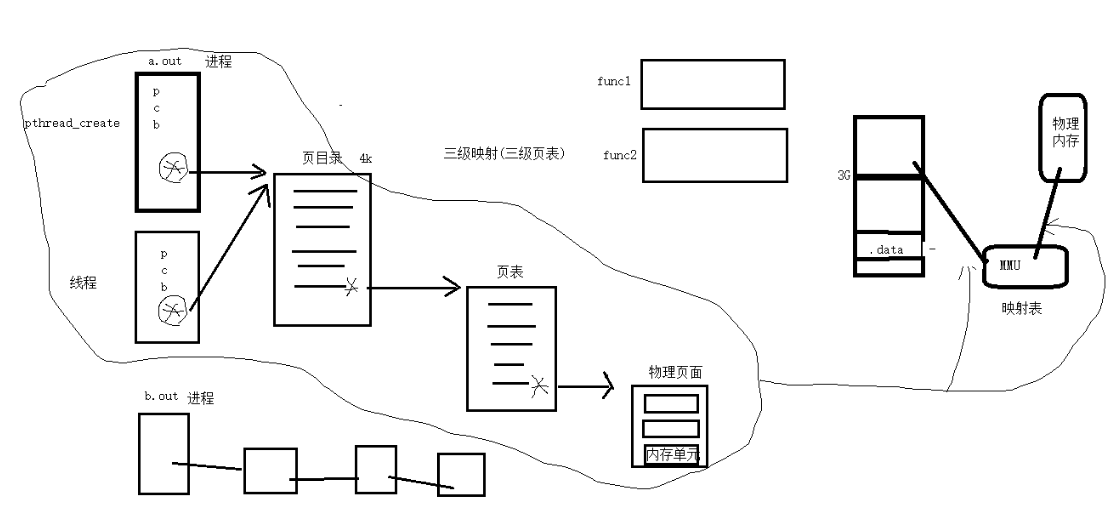 a.out 进程
p
c
b
pthread_create
页目录 4k
三级映射(三级页表)
func1
func2
3G
.data
物理
内存
MMU
映射表
线程
p
c
b
页表
物理页面
内存单元
b.out 进程